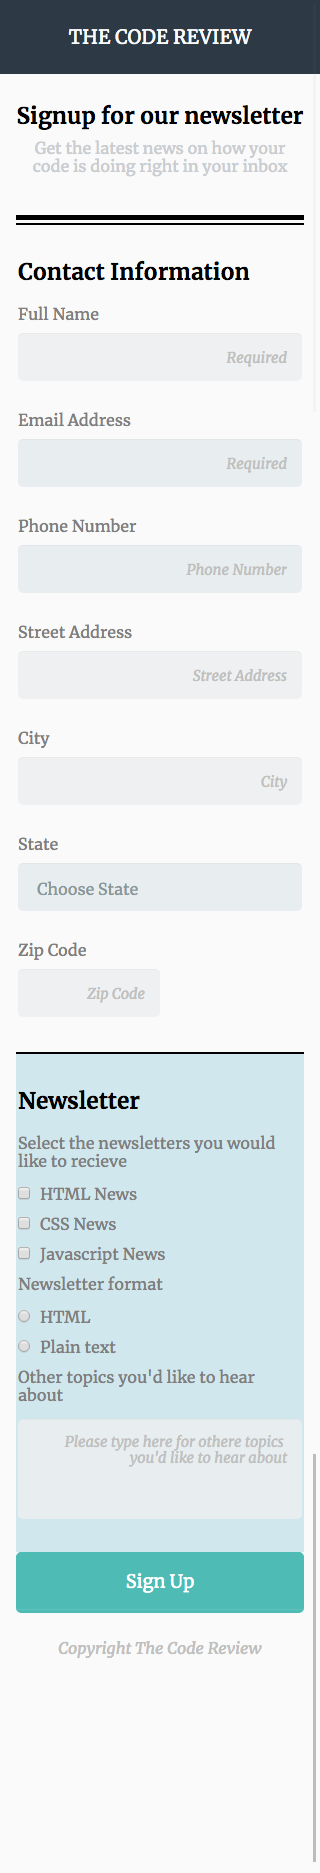 THE CODE REVIEW
Signup for our newsletter
Get the latest news on how your
code is doing right in your inbox
Contact Information
Full Name
Required
Email Address
Required
Phone Number
Phone Number
Street Address
Street Address
City
City
State
Choose State
Zip Code
Zip Code
Newsletter
Select the newsletters you would
like to recieve
HTML News
CSS News
Javascript News
Newsletter format
HTML
Plain text
Other topics you'd like to hear
about
Please type here for othere topics
you'd like to hear about
Sign Up
Copyright The Code Review